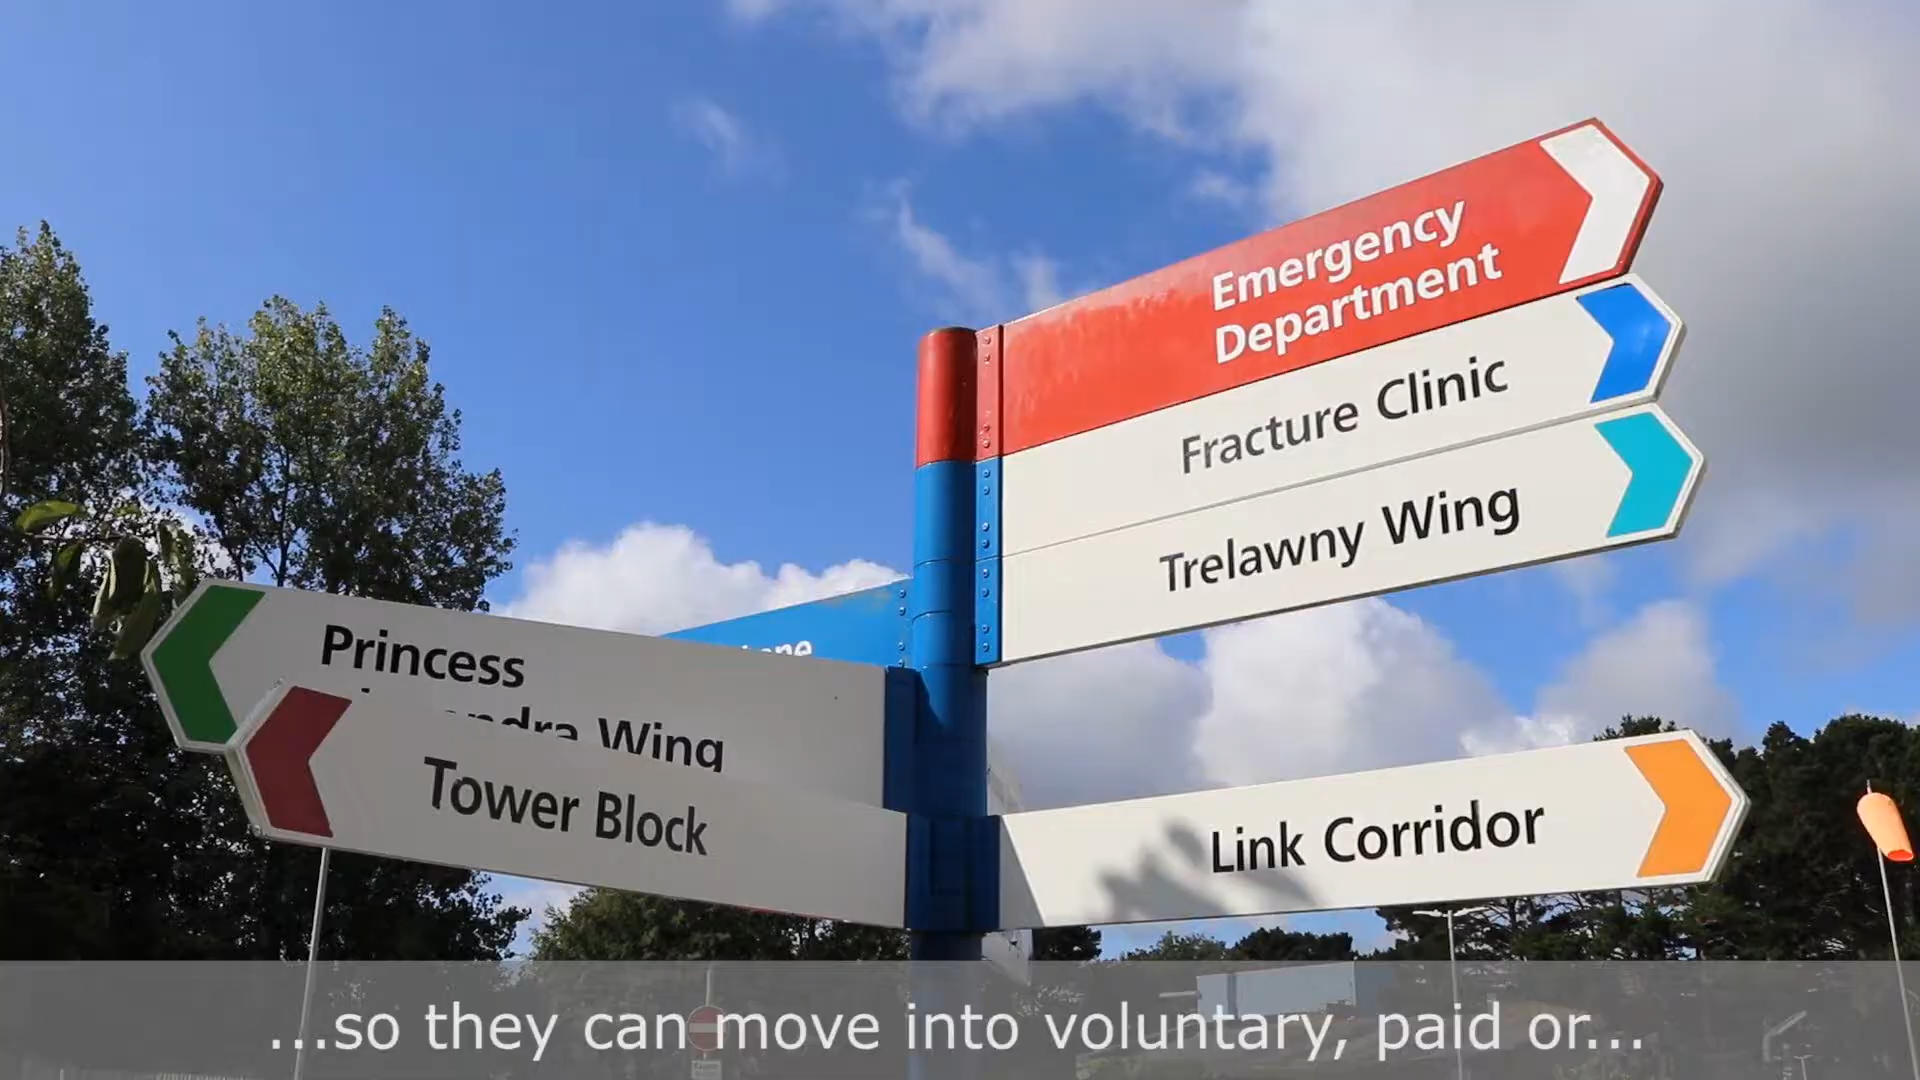 Emergency
Department
Fracture Clinic
Trelawny Wing
Princess
Wing
Tower Block
Link Corridor
...so they can move into voluntary, paid or...